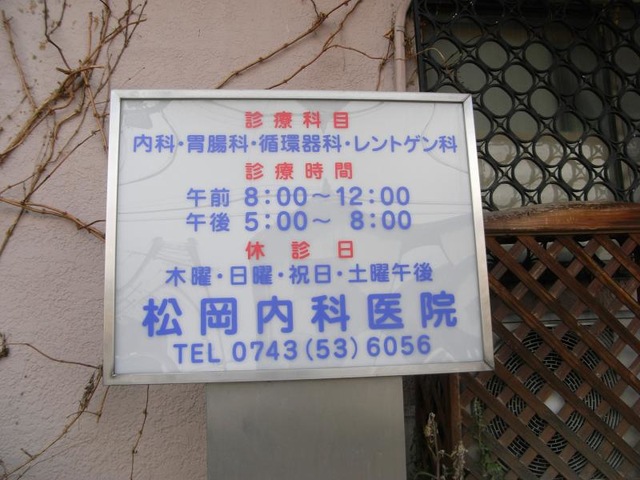 診療科目
内科・胃腸科・循環器科・レントゲン科
診療時間
午前 8:00～12:00
午後 5:00～ 8:00
休診日
木曜・日曜・祝日・土曜午後
松岡内科医院
TEL 0743(53)6056